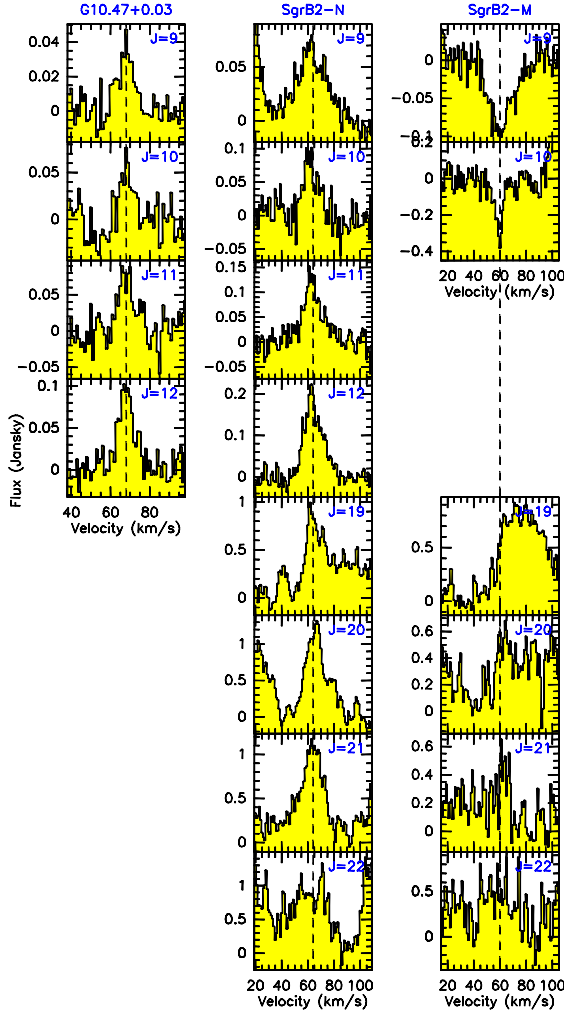 G10.47+0.03 SgrB2-N SgrB2-M
J=9 J=9 J=9
0.04 0.02 0
0.05 0
0 −0.05 −0.1
J=10 J=10 J=10
0.05 0
0.1 0.05 0 −0.05
0.2 0 −0.2 −0.4
20 40 60 80 100
Velocity (km/s)
J=11 J=11
0.05 0 −0.05
0.15 0.1 0.05 0
J=12 J=12
0.1 0.05 0
0.2 0.1 0
Flux (Jansky)
40 60 80
Velocity (km/s)
J=19 J=19
1 0.5 0
0.5 0
J=20 J=20
1 0.5 0
0.6 0.4 0.2 0
J=21 J=21
1 0.5 0
0.6 0.4 0.2 0
J=22 J=22
1 0.5 0
0.5 0
20 40 60 80 100 20 40 60 80 100
Velocity (km/s) Velocity (km/s)